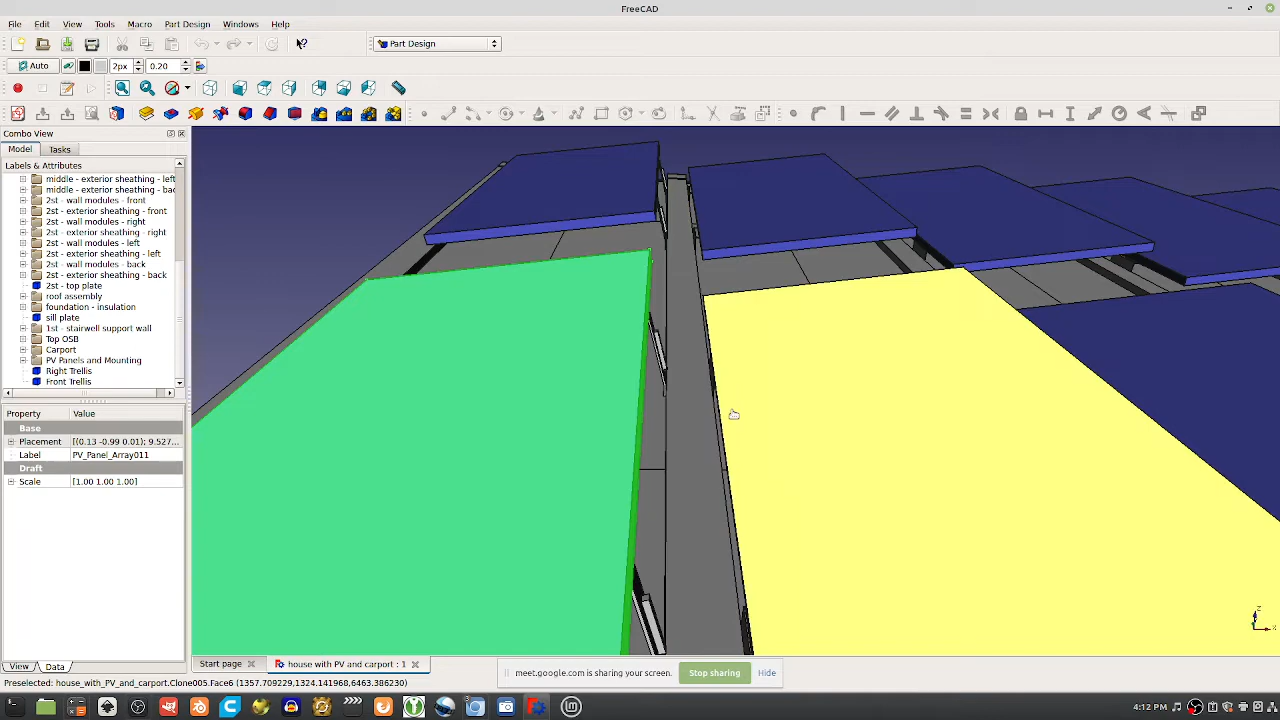 FreeCAD
File Edit View Tools Macro Part Design Windows Help
Part Design
Auto 2px 0.20
Combo View
Model Tasks
Labels & Attributes
middle - exterior sheathing - left
middle - exterior sheathing - bac
2st - wall modules - front
2st - exterior sheathing - front
2st - wall modules - right
2st - exterior sheathing - right
2st - wall modules - left
2st - exterior sheathing - left
2st - wall modules - back
2st - exterior sheathing - back
2st - top plate
roof assembly
foundation - insulation
sill plate
1st - stairwell support wall
Top OSB
Carport
PV Panels and Mounting
Right Trellis
Front Trellis
Property Value
Base
Placement [(0.13 -0.99 0.01); 9.527...
Label PV_Panel_Array011
Draft
Scale [1.00 1.00 1.00]
z
x
View Data
Start page
house with PV and carport : 1
meet.google.com is sharing your screen. Stop sharing Hide
Preselected: house_with_PV_and_carport.Clone005.Face6 (1357.709229,1324.141968,6463.386230)
4:12 PM